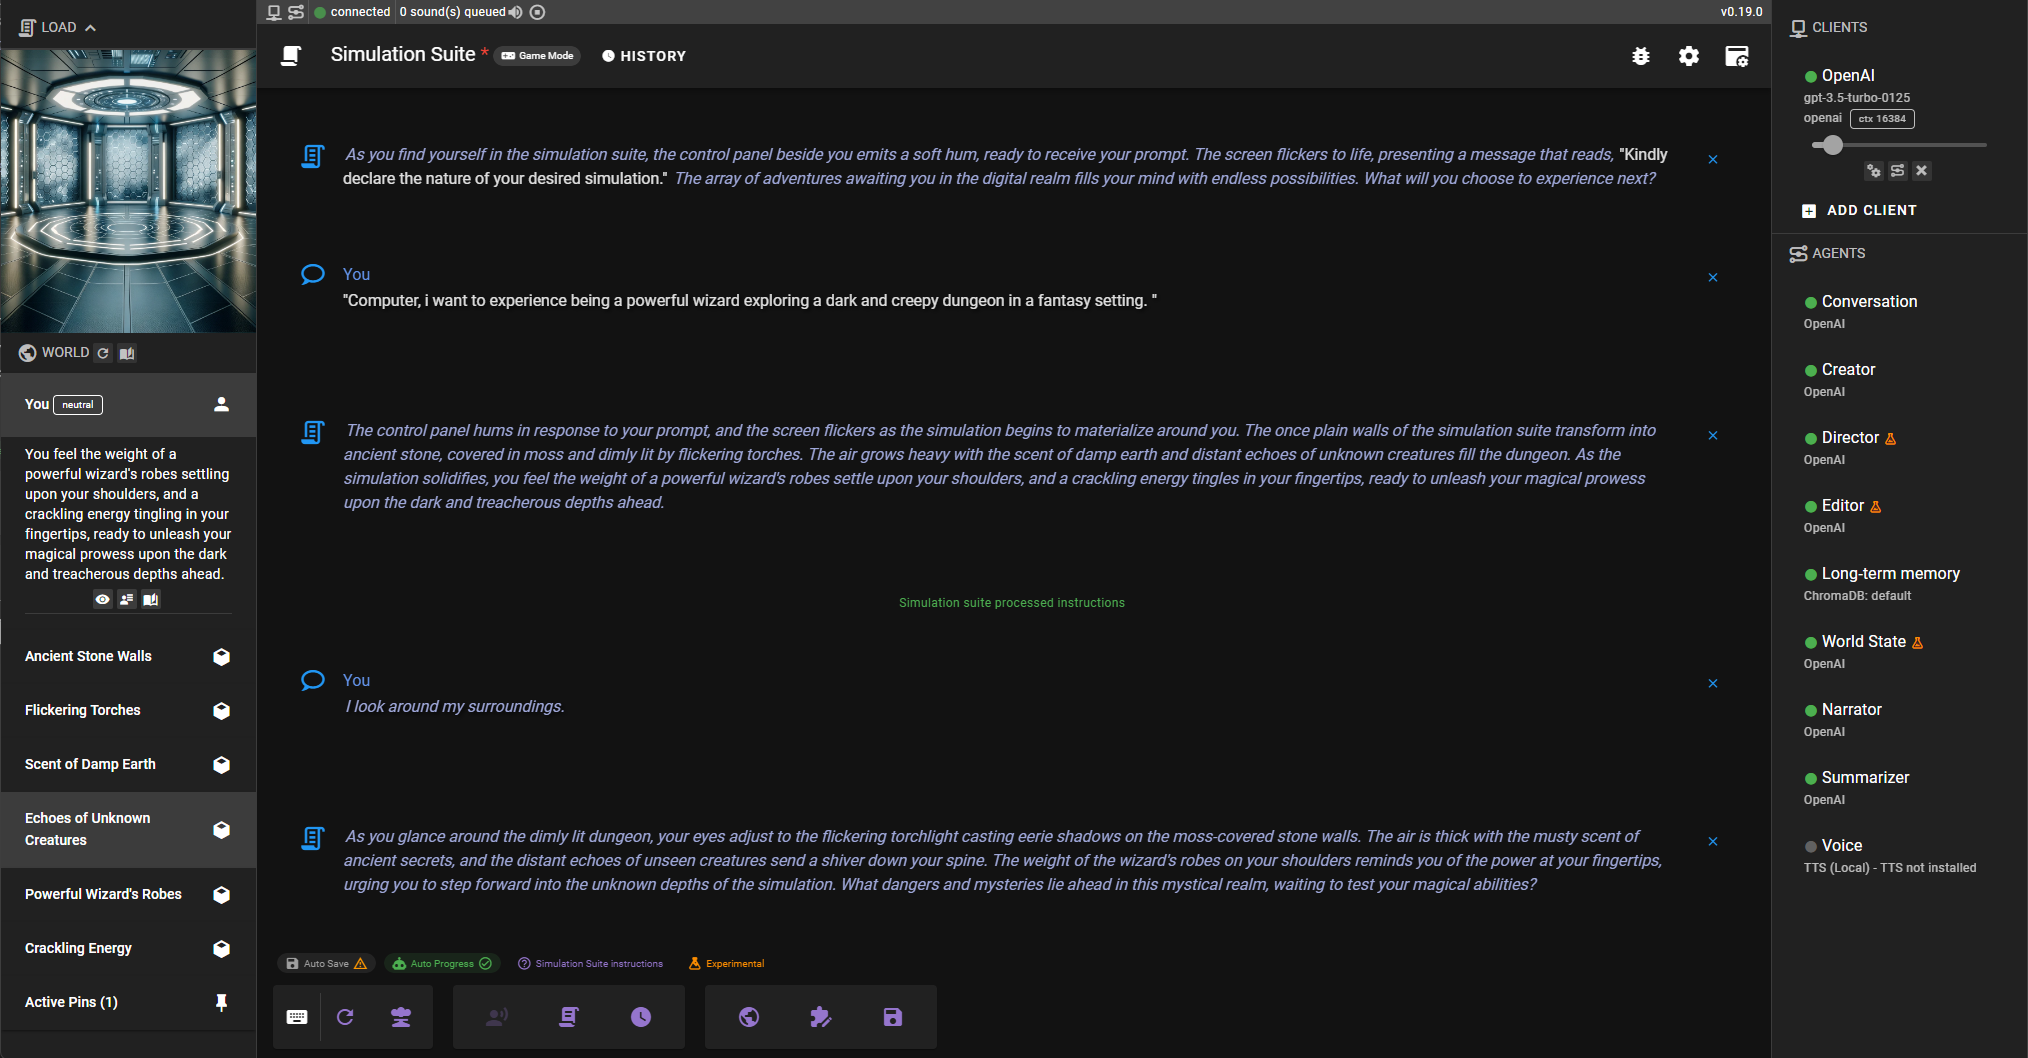 LOAD
connected
0 sound(s) queued
v0.19.0
Simulation Suite *
Game Mode
HISTORY
As you find yourself in the simulation suite, the control panel beside you emits a soft hum, ready to receive your prompt. The screen flickers to life, presenting a message that reads, "Kindly
declare the nature of your desired simulation." The array of adventures awaiting you in the digital realm fills your mind with endless possibilities. What will you choose to experience next?
You
"Computer, i want to experience being a powerful wizard exploring a dark and creepy dungeon in a fantasy setting. "
The control panel hums in response to your prompt, and the screen flickers as the simulation begins to materialize around you. The once plain walls of the simulation suite transform into
ancient stone, covered in moss and dimly lit by flickering torches. The air grows heavy with the scent of damp earth and distant echoes of unknown creatures fill the dungeon. As the
simulation solidifies, you feel the weight of a powerful wizard's robes settle upon your shoulders, and a crackling energy tingles in your fingertips, ready to unleash your magical prowess
upon the dark and treacherous depths ahead.
Simulation suite processed instructions
You
I look around my surroundings.
As you glance around the dimly lit dungeon, your eyes adjust to the flickering torchlight casting eerie shadows on the moss-covered stone walls. The air is thick with the musty scent of
ancient secrets, and the distant echoes of unseen creatures send a shiver down your spine. The weight of the wizard's robes on your shoulders reminds you of the power at your fingertips,
urging you to step forward into the unknown depths of the simulation. What dangers and mysteries lie ahead in this mystical realm, waiting to test your magical abilities?
Auto Save
Auto Progress
Simulation Suite instructions
Experimental
WORLD
You
neutral
You feel the weight of a
powerful wizard's robes settling
upon your shoulders, and a
crackling energy tingling in your
fingertips, ready to unleash your
magical prowess upon the dark
and treacherous depths ahead.
Ancient Stone Walls
Flickering Torches
Scent of Damp Earth
Echoes of Unknown
Creatures
Powerful Wizard's Robes
Crackling Energy
Active Pins (1)
CLIENTS
OpenAI
gpt-3.5-turbo-0125
openai
ctx 16384
ADD CLIENT
AGENTS
Conversation
OpenAI
Creator
OpenAI
Director
OpenAI
Editor
OpenAI
Long-term memory
ChromaDB: default
World State
OpenAI
Narrator
OpenAI
Summarizer
OpenAI
Voice
TTS (Local) - TTS not installed